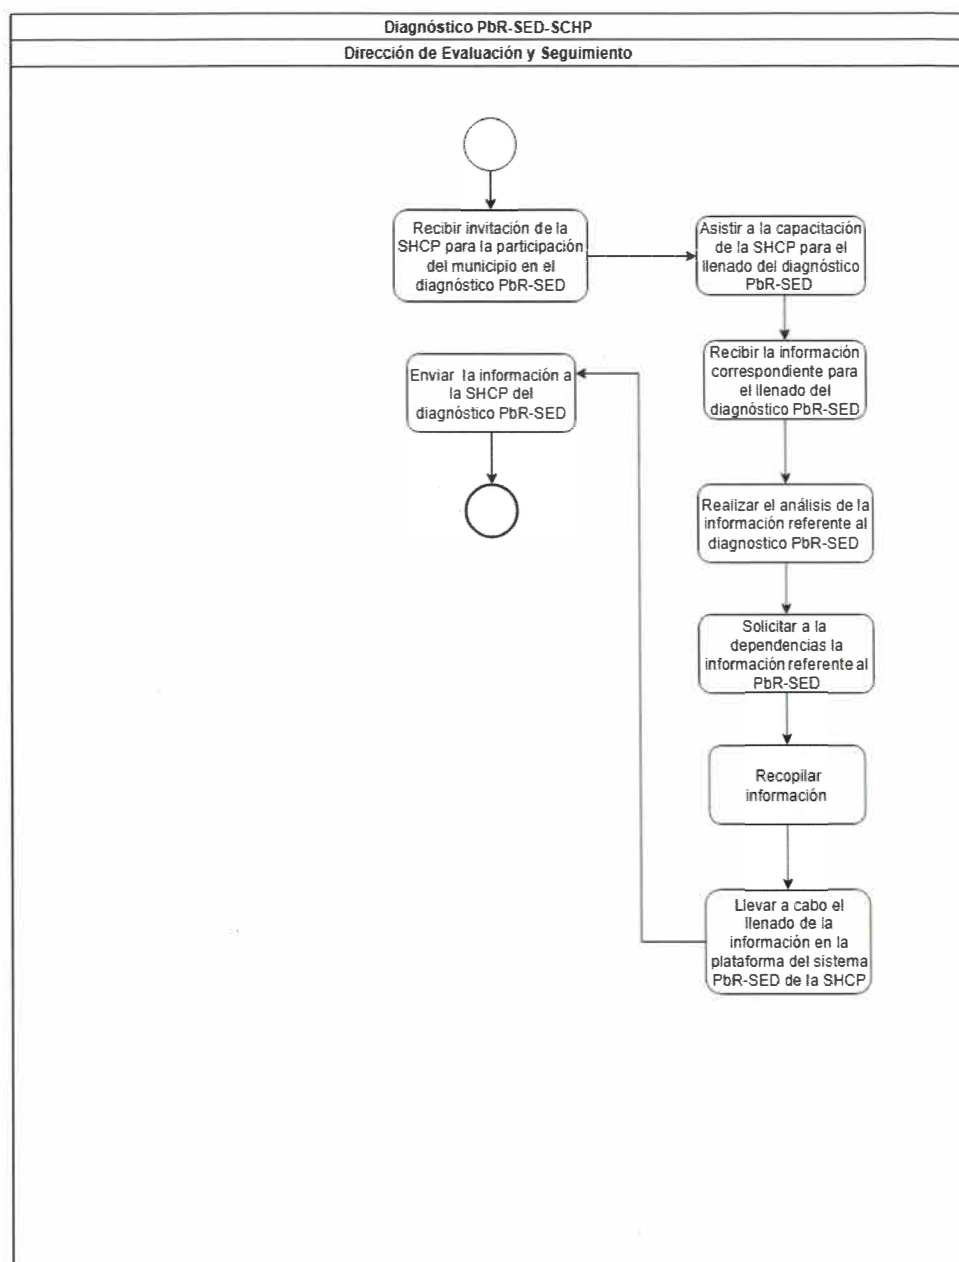 Diagnóstico PbR-SED-SCHP
Dirección de Evaluación y Seguimiento
Recibir invitación de la
SHCP para la participación
del municipio en el
diagnóstico PbR-SED
Asistir a la capacitación
de la SHCP para el
llenado del diagnóstico
PbR-SED
Recibir la información
correspondiente para
el llenado del
diagnóstico PbR-SED
Realizar el análisis de la
información referente al
diagnostico PbR-SED
Solicitar a la
dependencias la
información referente al
PbR-SED
Recopilar
información
Llevar a cabo el
llenado de la
información en la
plataforma del sistema
PbR-SED de la SHCP
Enviar la información a
la SHCP del
diagnóstico PbR-SED